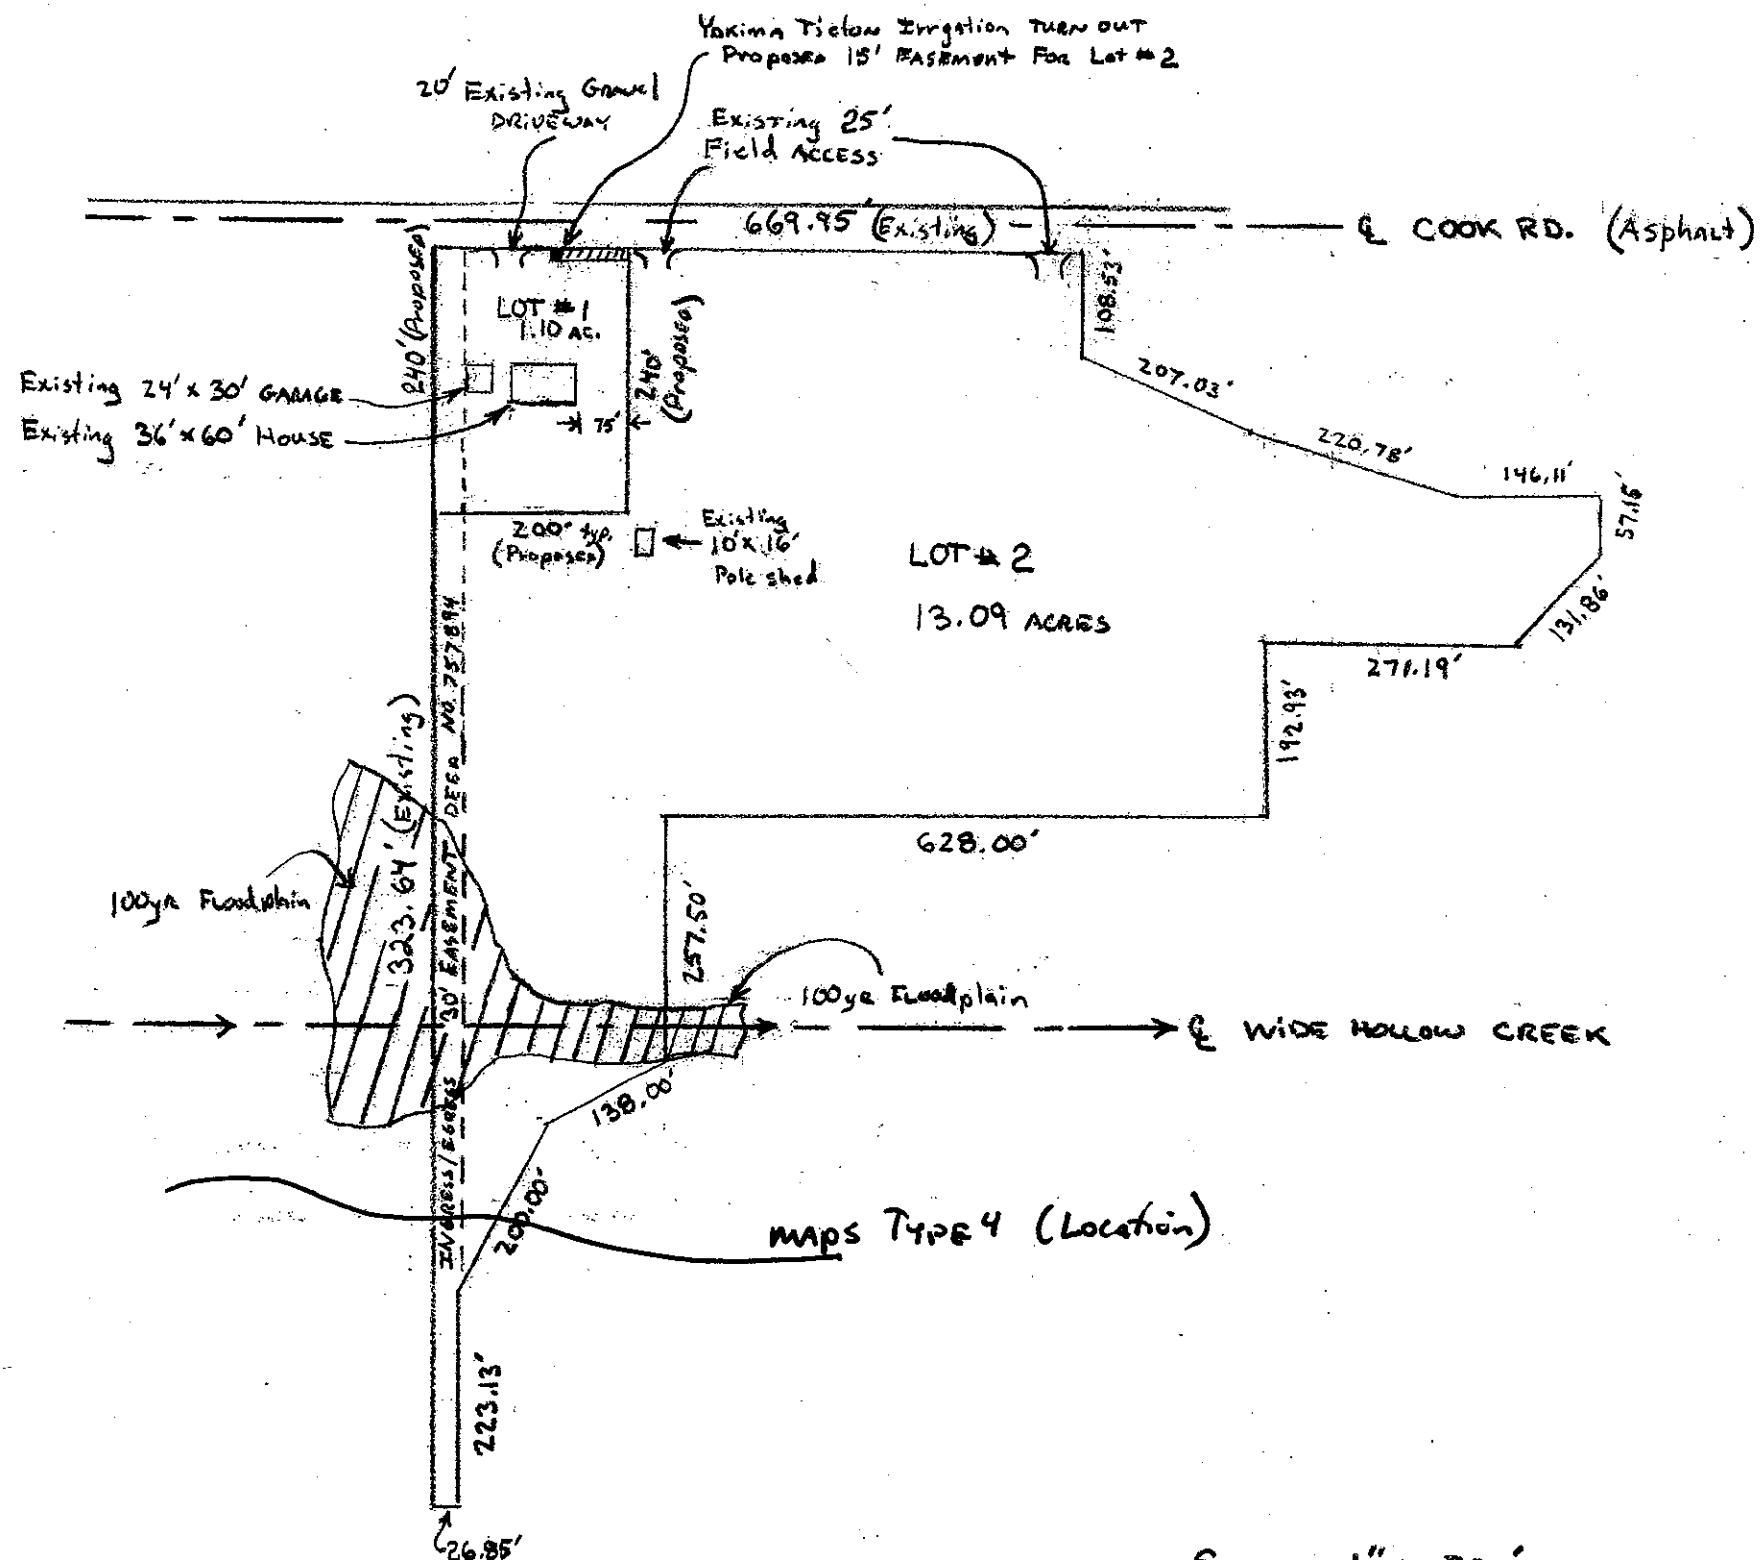 Yakima Tieton Irrgation TURN OUT
Proposed 15' EASEMENT FOR Lot #2
20' Existing Gravel
DRIVEWAY
Existing 25'
Field ACCESS
669.95' (Existing)
℄ COOK RD. (Asphalt)
240' (Proposed)
LOT #1
1.10 AC.
240'
(Proposed)
108.53'
207.03'
220.78'
146.11'
57.15'
131.86'
271.19'
192.93'
628.00'
257.50'
Existing 24' x 30' GARAGE
Existing 36' x 60' House
75'
200' typ.
(Proposed)
Existing
10' x 16'
Pole shed
LOT # 2
13.09 ACRES
323.64' (Existing)
INGRESS/EGRESS 30' EASEMENT DEED NO. 757894
100yr Floodplain
100yr Floodplain
℄ WIDE HOLLOW CREEK
138.00'
200.00'
MAPS TYPE 4 (Location)
223.13'
26.85'